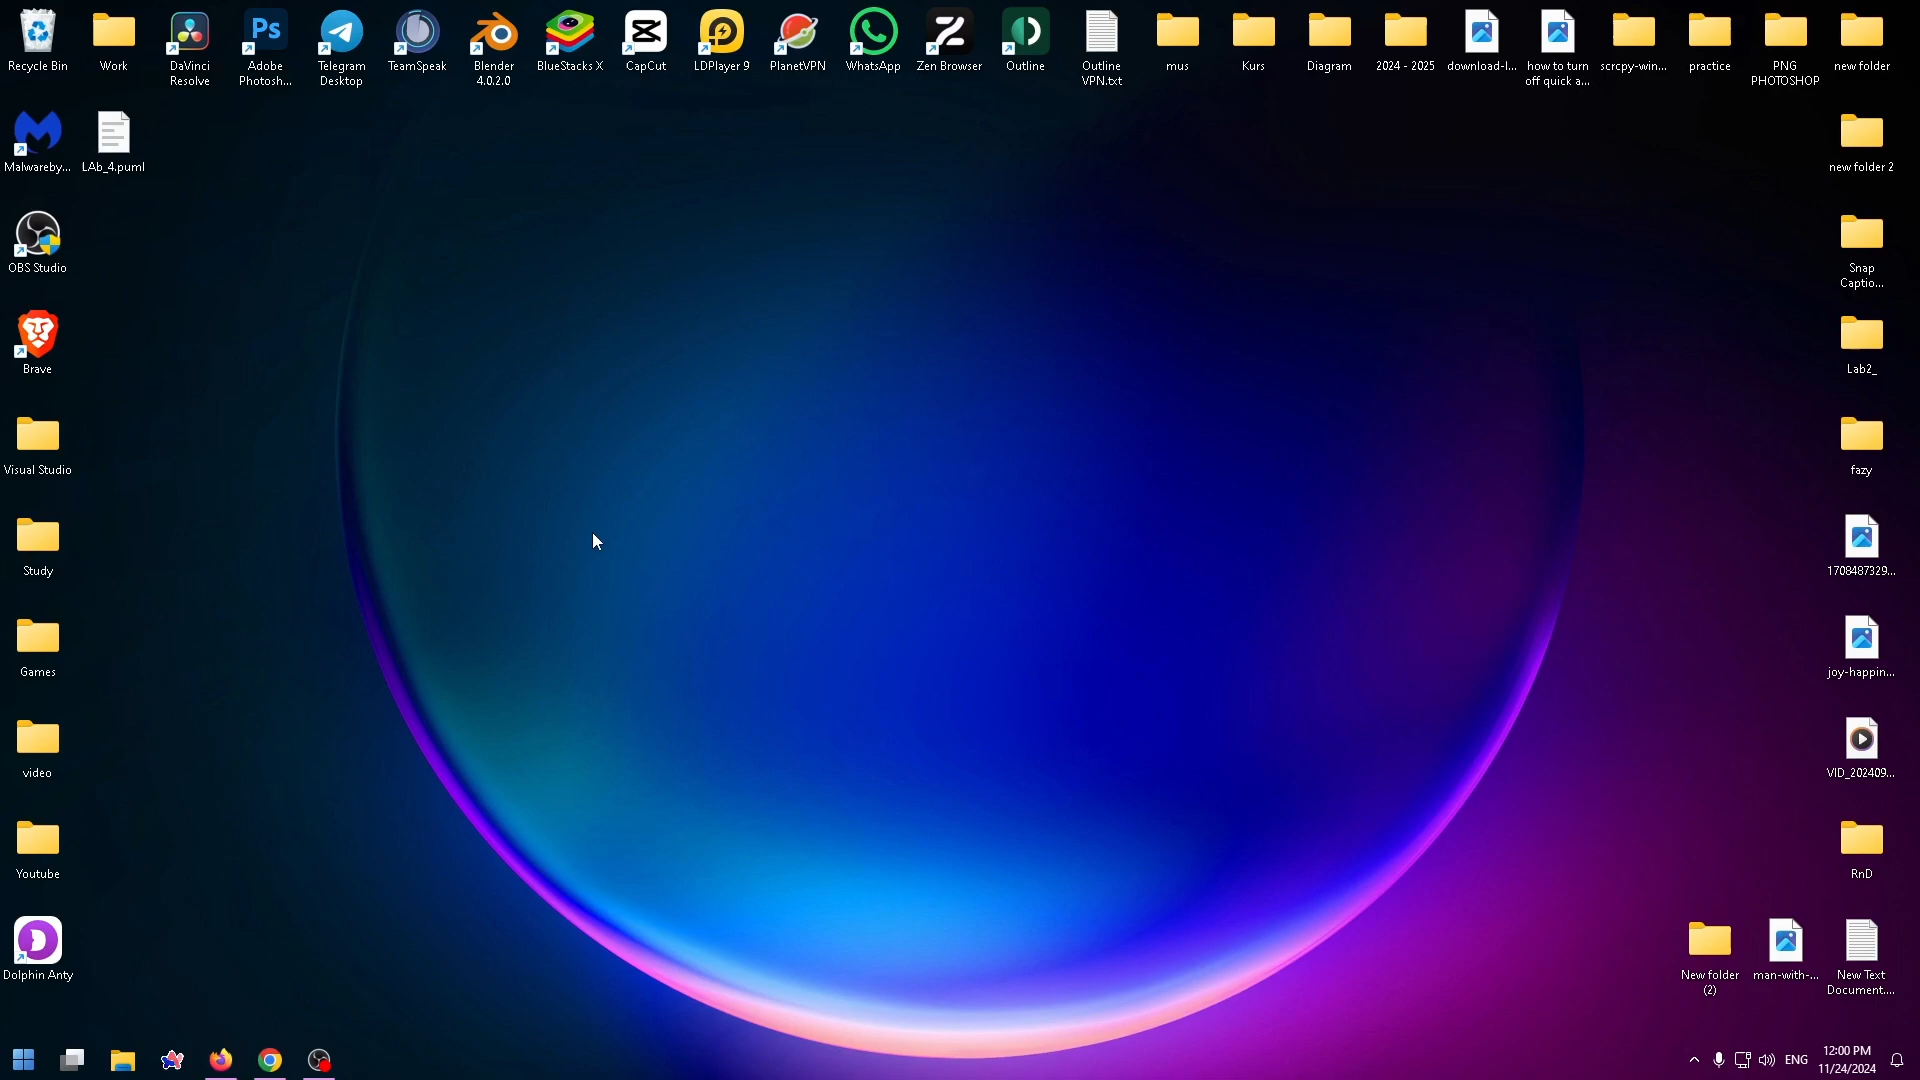 Recycle Bin
Work
DaVinci
Resolve
Adobe
Photosh...
Telegram
Desktop
TeamSpeak
Blender
4.0.2.0
BlueStacks X
CapCut
LDPlayer 9
PlanetVPN
WhatsApp
Zen Browser
Outline
Outline
VPN.txt
mus
Kurs
Diagram
2024 - 2025
download-l...
how to turn
off quick a...
scrcpy-win...
practice
PNG
PHOTOSHOP
new folder
Malwareby...
LAb_4.puml
new folder 2
OBS Studio
Snap
Captio...
Brave
Lab2_
Visual Studio
fazy
Study
1708487329...
Games
joy-happin...
video
VID_202409...
Youtube
RnD
Dolphin Anty
New folder
(2)
man-with-...
New Text
Document....
ENG
12:00 PM
11/24/2024